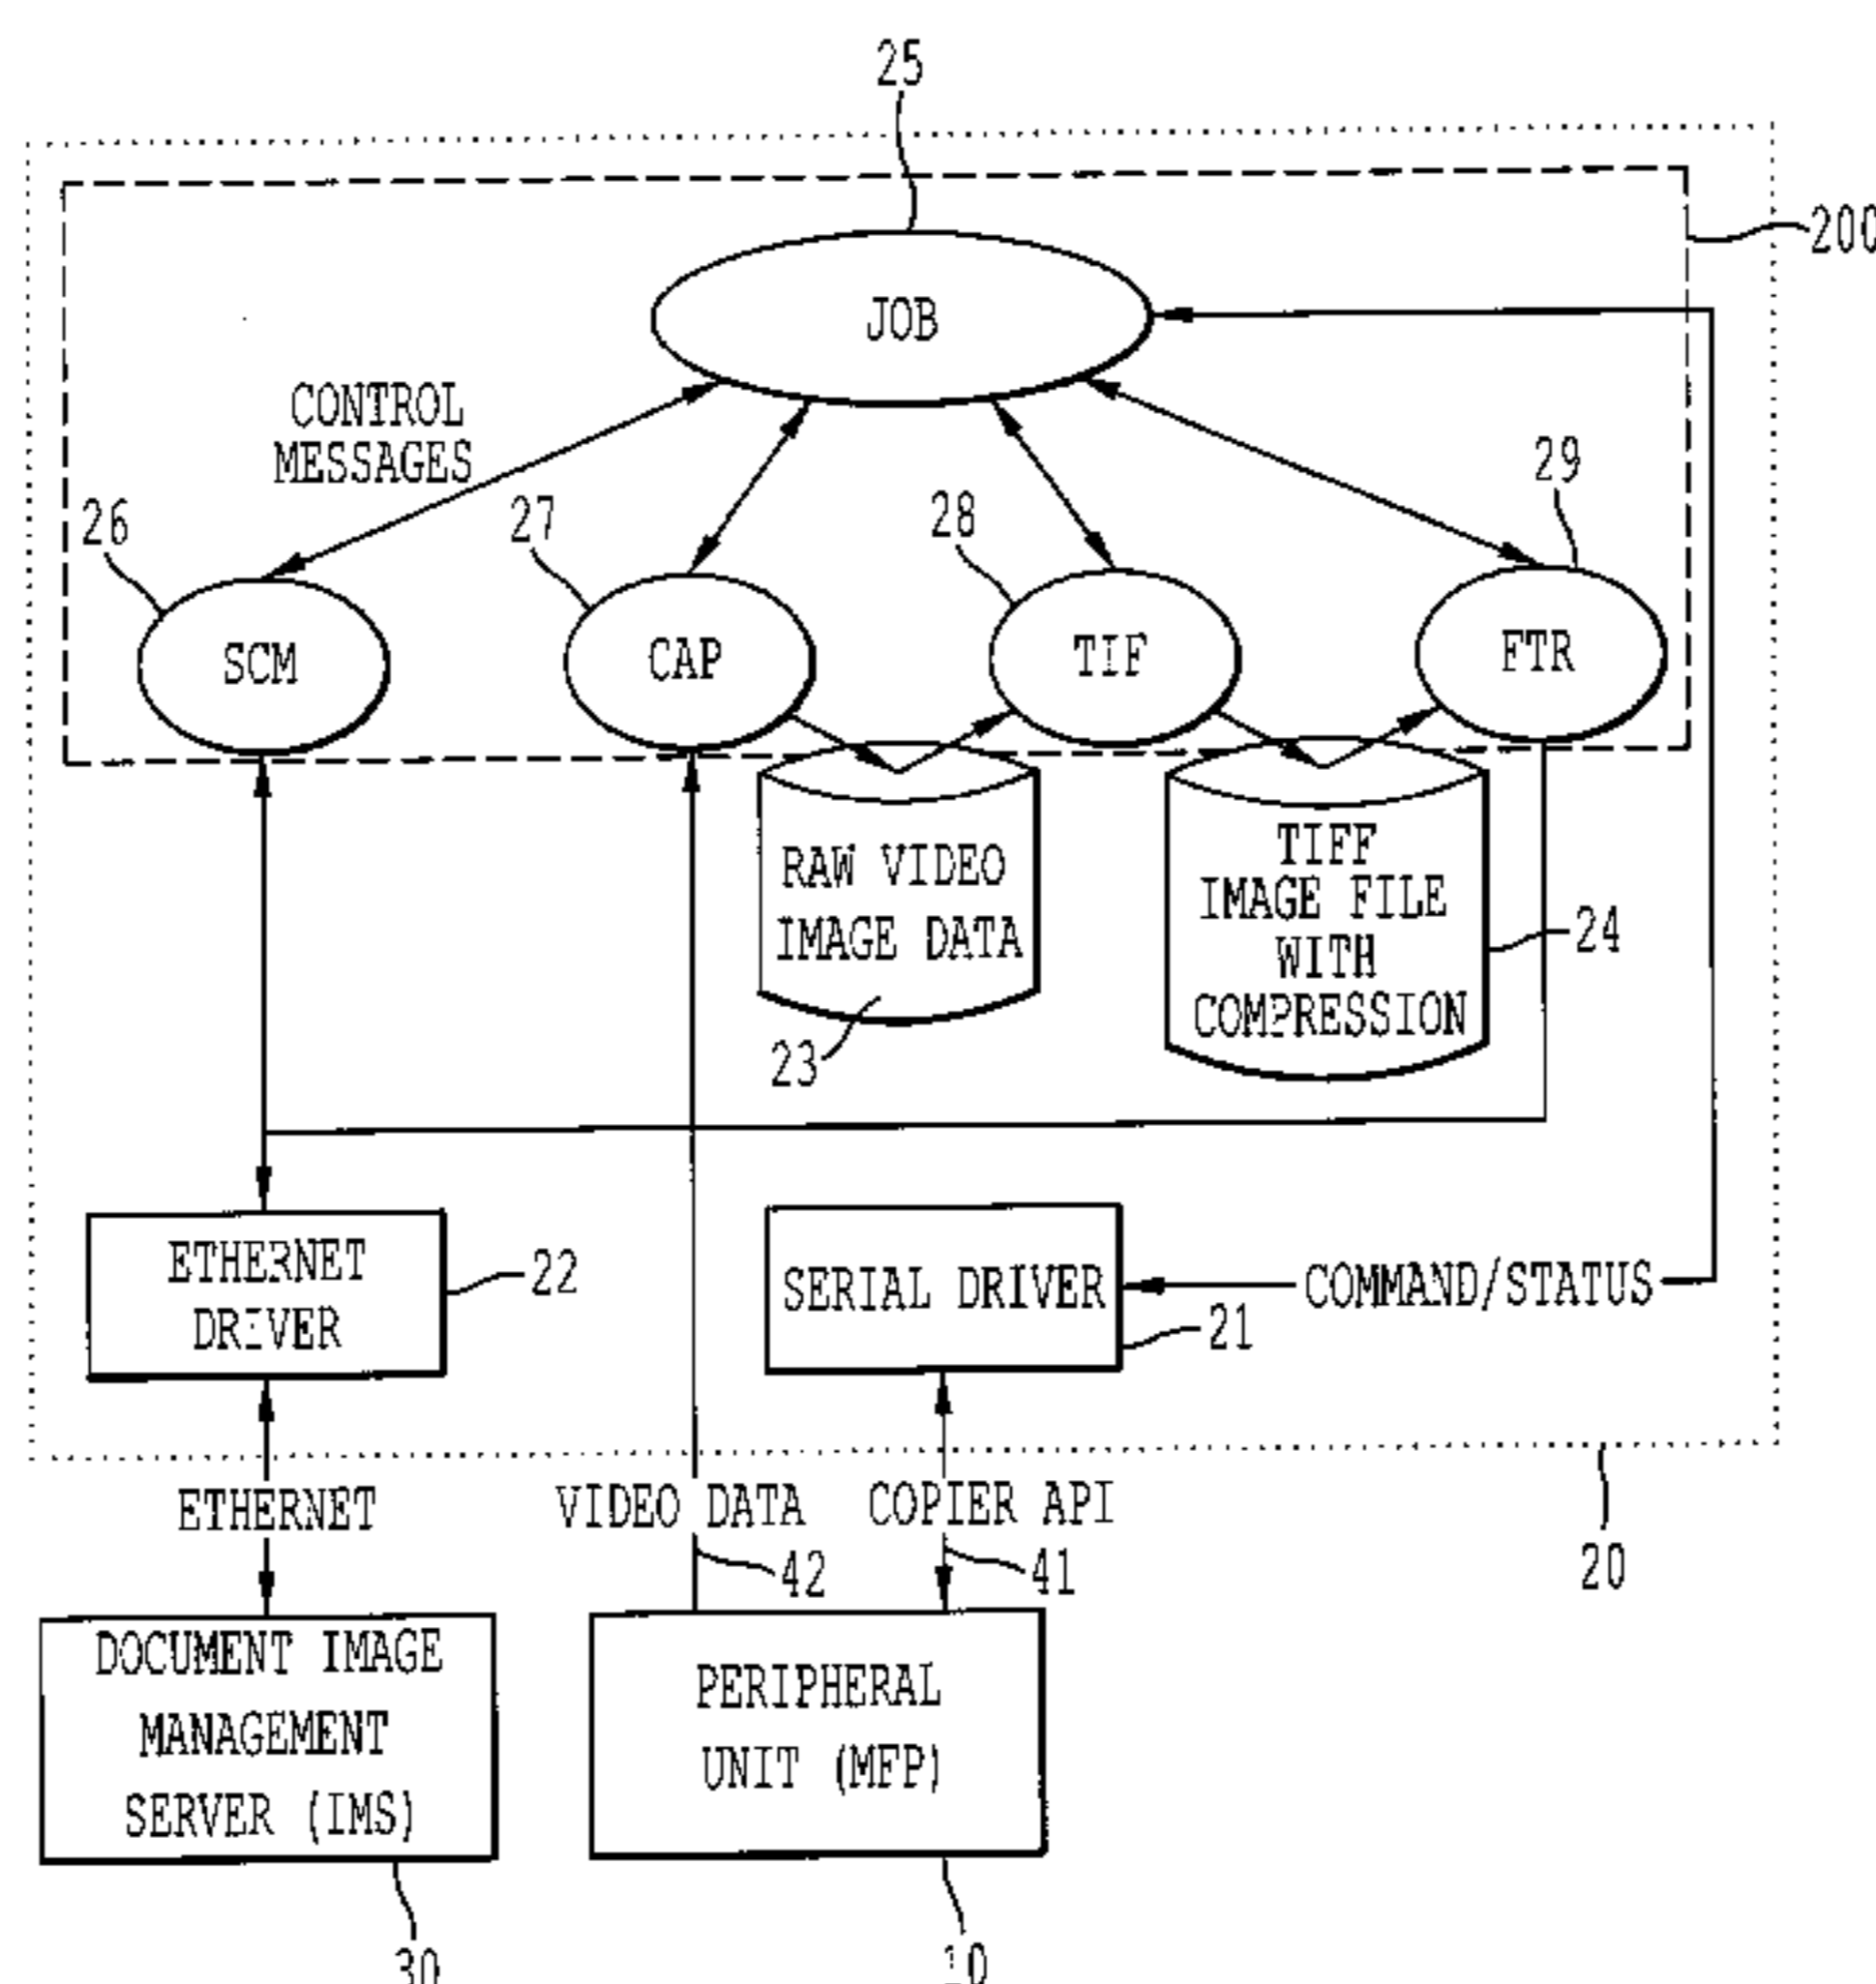 25
200
JOB
CONTROL
MESSAGES
26
27
28
29
SCM
CAP
TIF
FTR
RAW VIDEO
IMAGE DATA
23
TIFF
IMAGE FILE
WITH
COMPRESSION
24
ETHERNET
DRIVER
22
SERIAL DRIVER
21
COMMAND/STATUS
ETHERNET
VIDEO DATA
COPIER API
42
41
20
DOCUMENT IMAGE
MANAGEMENT
SERVER (IMS)
PERIPHERAL
UNIT (MFP)
30
10